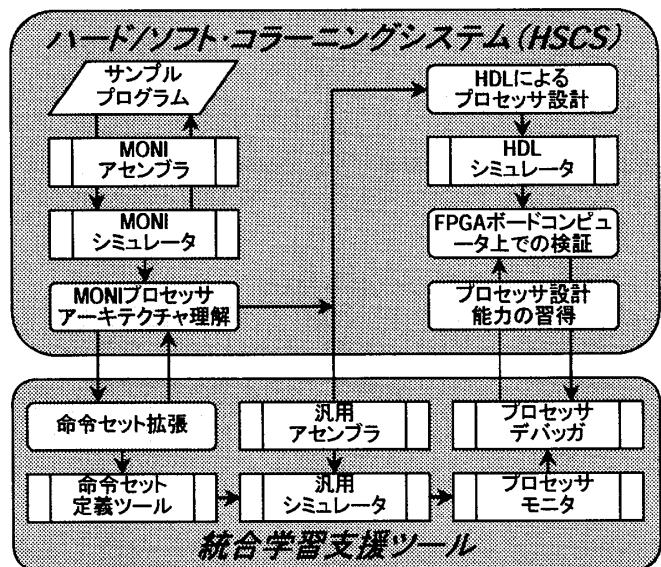 ハード/ソフト・コラーニングシステム(HSCS)
サンプル
プログラム
MONI
アセンブラ
MONI
シミュレータ
MONIプロセッサ
アーキテクチャ理解
HDLによる
プロセッサ設計
HDL
シミュレータ
FPGAボードコンピュ
ータ上での検証
プロセッサ設計
能力の習得
命令セット拡張
命令セット
定義ツール
汎用
アセンブラ
汎用
シミュレータ
プロセッサ
デバッガ
プロセッサ
モニタ
統合学習支援ツール